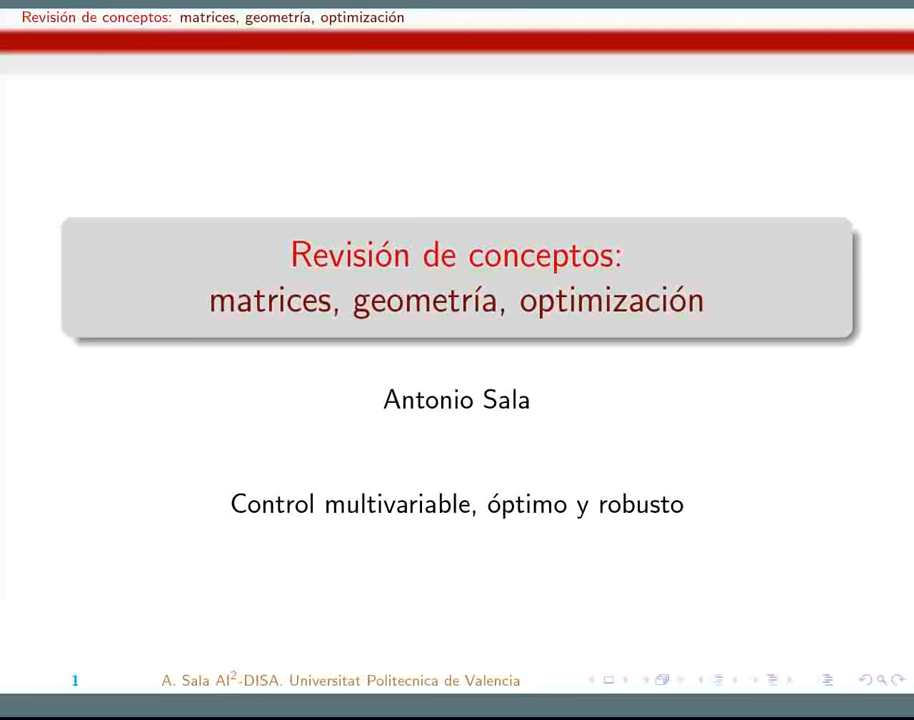 Revisión de conceptos: matrices, geometría, optimización
Revisión de conceptos:
matrices, geometría, optimización
Antonio Sala
Control multivariable, óptimo y robusto
1 A. Sala AI²-DISA. Universitat Politecnica de Valencia